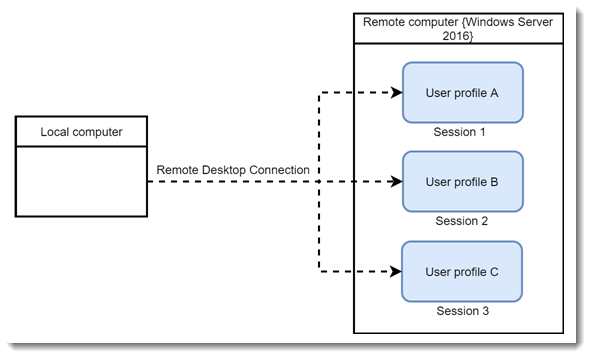 Remote computer {Windows Server
2016}
User profile A
Session 1
Local computer
Remote Desktop Connection
User profile B
Session 2
User profile C
Session 3